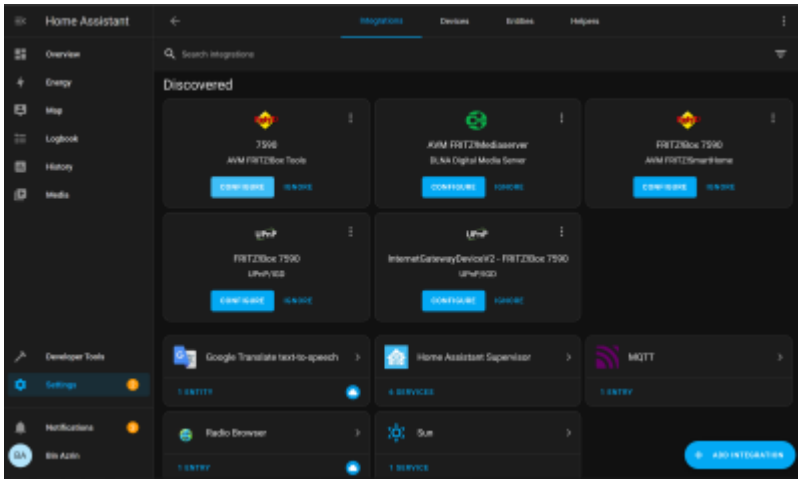 Home Assistant
Integrations
Devices
Entities
Helpers
Overview
Search integrations
Energy
Discovered
Map
Logbook
History
Media
7590
AVM FRITZ!Box Tools
CONFIGURE IGNORE
AVM FRITZ!Mediaserver
DLNA Digital Media Server
CONFIGURE IGNORE
FRITZ!Box 7590
AVM FRITZ!SmartHome
CONFIGURE IGNORE
UPnP
FRITZ!Box 7590
UPnP/IGD
CONFIGURE IGNORE
UPnP
InternetGatewayDeviceV2 - FRITZ!Box 7590
UPnP/IGD
CONFIGURE IGNORE
Developer Tools
Settings
Notifications
BA
Google Translate text-to-speech
1 ENTITY
Home Assistant Supervisor
6 SERVICES
MQTT
1 ENTRY
Radio Browser
1 ENTRY
Sun
1 SERVICE
ADD INTEGRATION